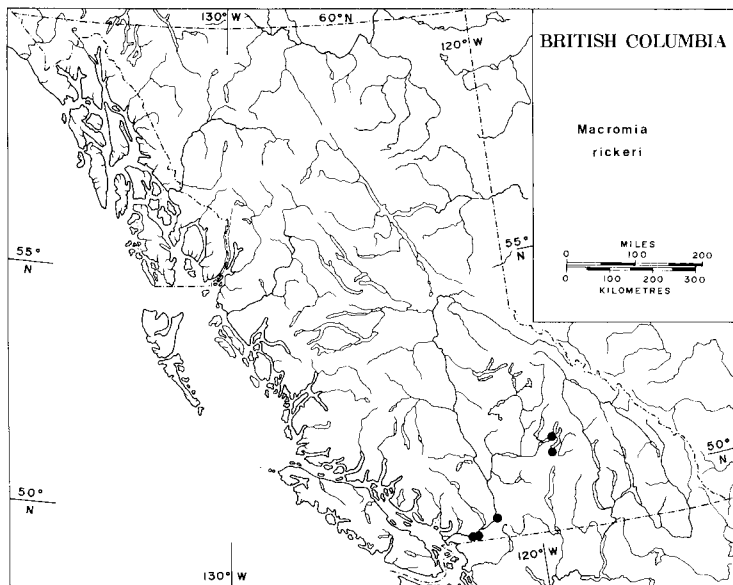 130° W
60° N
120° W
BRITISH COLUMBIA
Macromia
rickeri
MILES
0 100 200
0 100 200 300
KILOMETRES
55°
N
55°
N
50°
N
50°
N
130° W
120° W